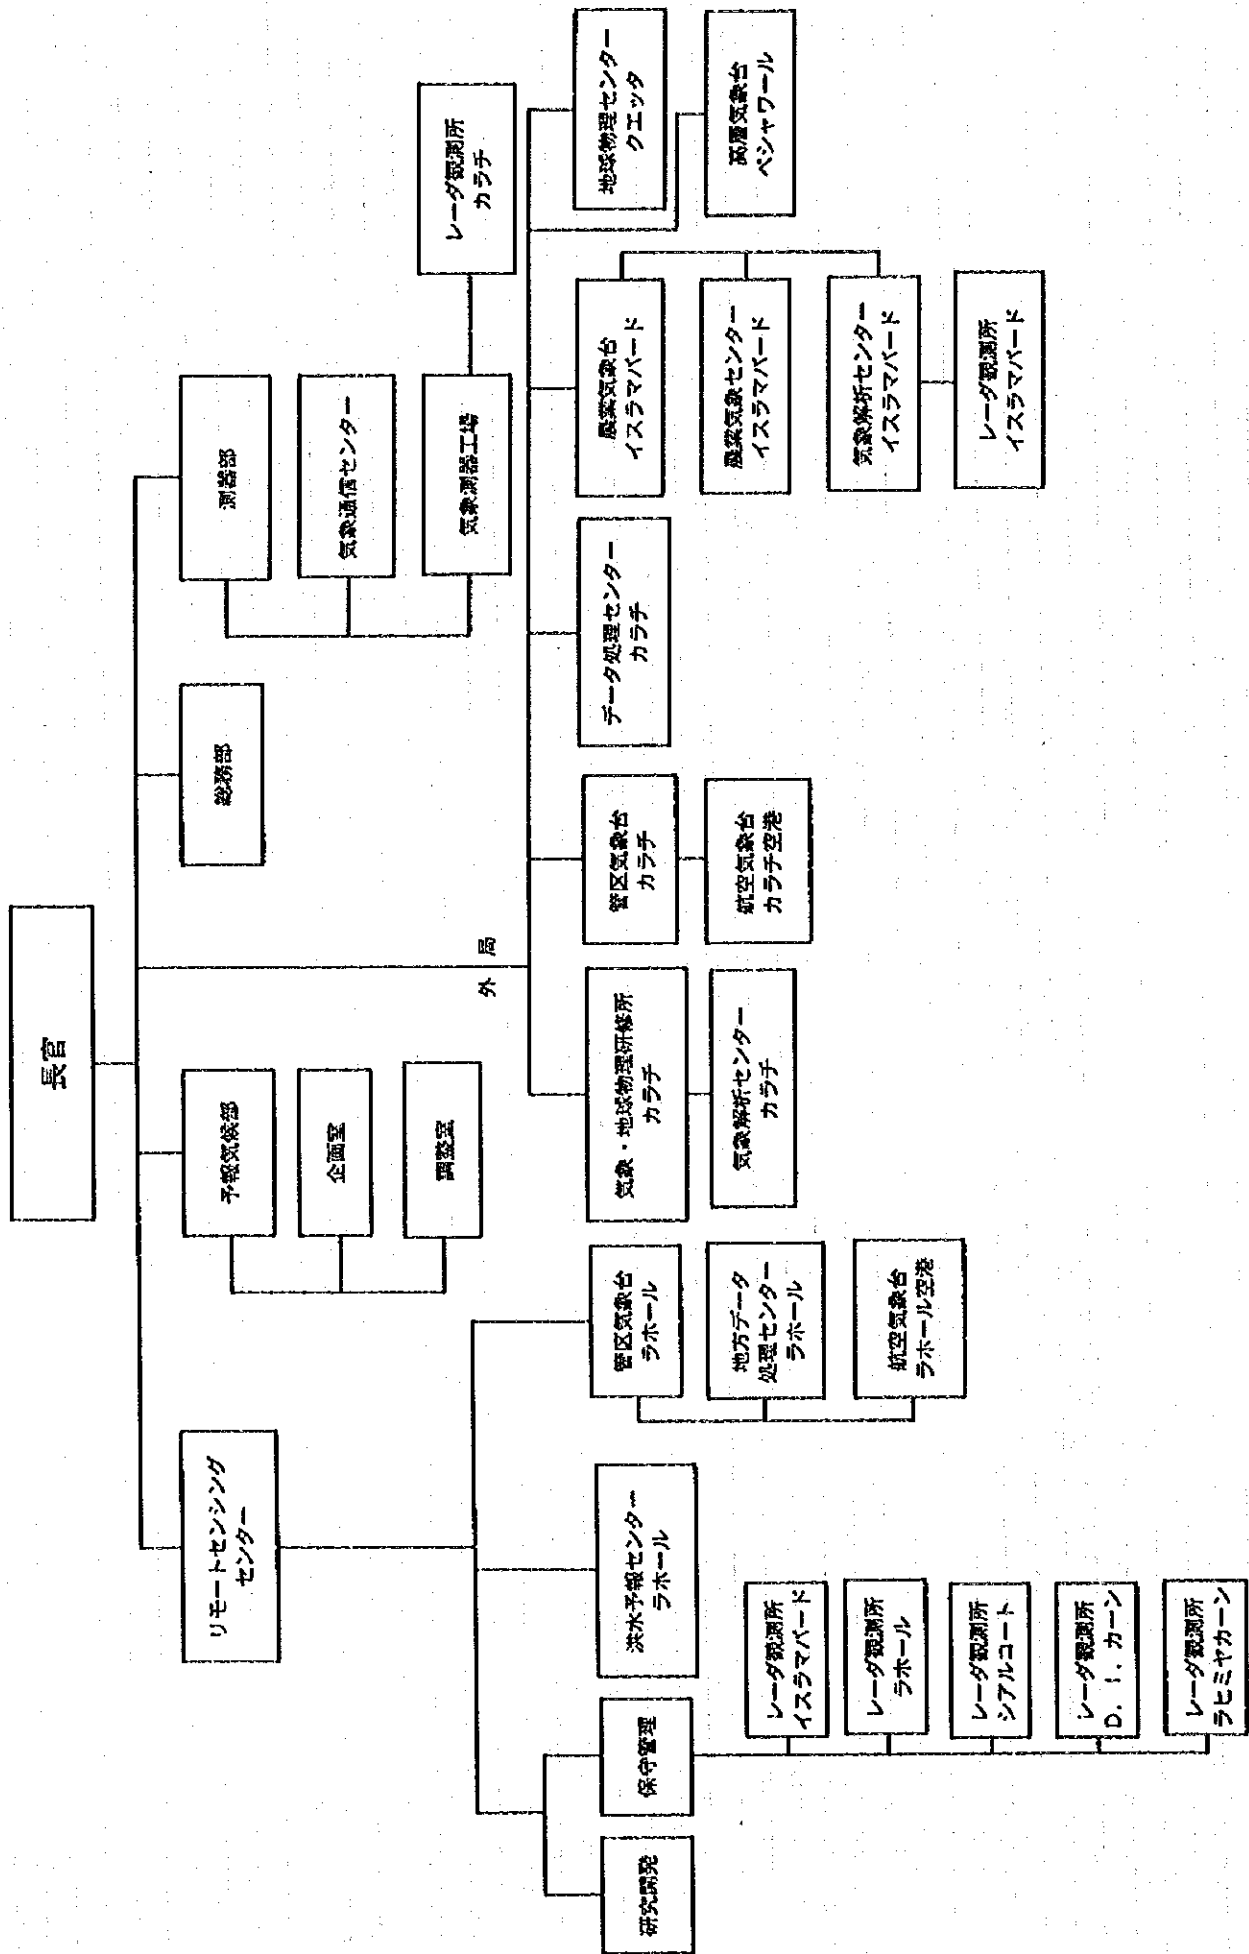 長官
リモートセンシング
センター
予報気候部
企画室
調整室
総務部
測器部
気象通信センター
気象測器工場
レーダ観測所
カラチ
外局
研究開発
保守管理
レーダ観測所
イスラマバード
レーダ観測所
ラホール
レーダ観測所
シアルコート
レーダ観測所
D. I. カーン
レーダ観測所
ラヒミヤカーン
洪水予報センター
ラホール
管区気象台
ラホール
地方データ
処理センター
ラホール
航空気象台
ラホール空港
気象・地球物理研修所
カラチ
気象解析センター
カラチ
管区気象台
カラチ
航空気象台
カラチ空港
データ処理センター
カラチ
農業気象台
イスラマバード
農業気象センター
イスラマバード
気象解析センター
イスラマバード
レーダ観測所
イスラマバード
地球物理センター
クエッタ
高層気象台
ペシャワール